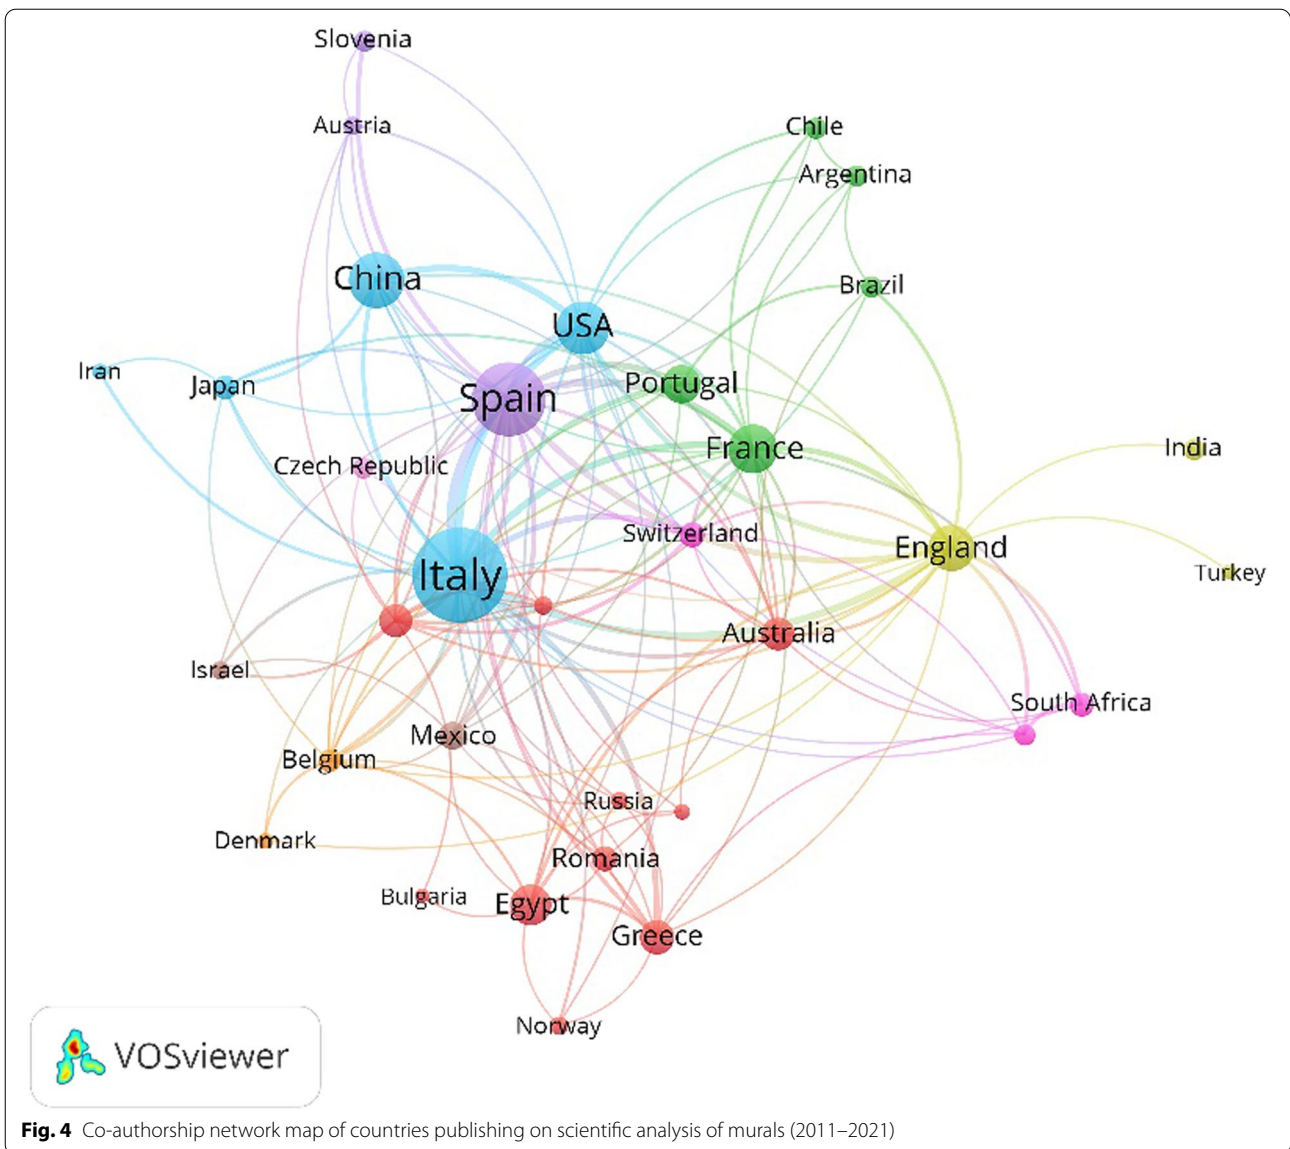 Slovenia
Austria
Chile
Argentina
China
Brazil
USA
Iran
Japan
Spain
Portugal
France
India
Czech Republic
Switzerland
England
Italy
Turkey
Australia
Israel
South Africa
Mexico
Belgium
Russia
Denmark
Romania
Bulgaria
Egypt
Greece
Norway
VOSviewer
Fig. 4 Co-authorship network map of countries publishing on scientific analysis of murals (2011–2021)